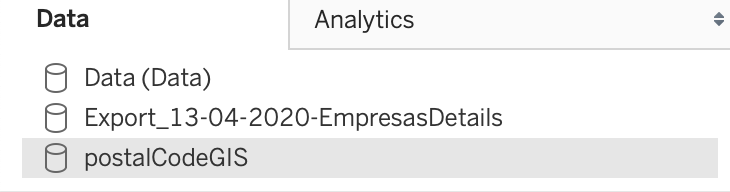 Data
Analytics
Data (Data)
Export_13-04-2020-EmpresasDetails
postalCodeGIS